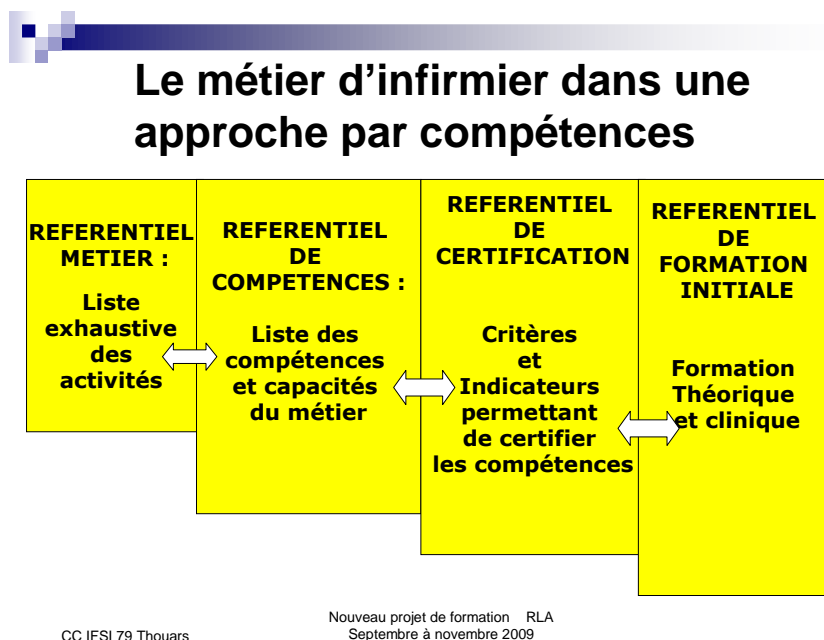 Le métier d’infirmier dans une
approche par compétences
REFERENTIEL
METIER :
Liste
exhaustive
des
activités
REFERENTIEL
DE
COMPETENCES :
Liste des
compétences
et capacités
du métier
REFERENTIEL
DE
CERTIFICATION
Critères
et
Indicateurs
permettant
de certifier
les compétences
REFERENTIEL
DE
FORMATION
INITIALE
Formation
Théorique
et clinique
CC IFSI 79 Thouars
Nouveau projet de formation RLA
Septembre à novembre 2009